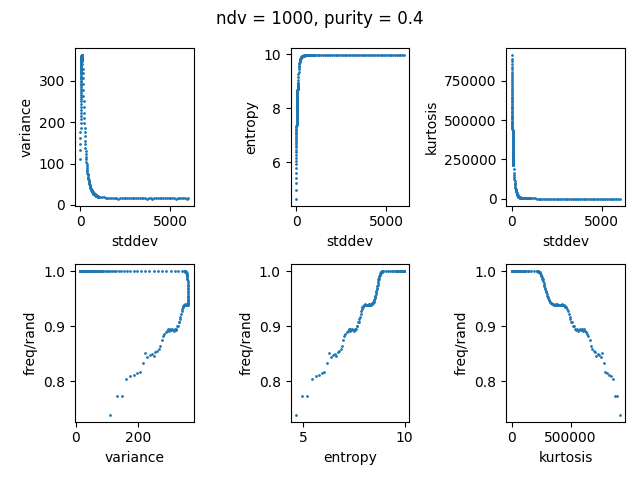 ndv = 1000, purity = 0.4
variance
300
200
100
0
0 5000
stddev
entropy
10
8
6
0 5000
stddev
kurtosis
750000
500000
250000
0
0 5000
stddev
freq/rand
1.0
0.9
0.8
0 200
variance
freq/rand
1.0
0.9
0.8
5 10
entropy
freq/rand
1.0
0.9
0.8
0 500000
kurtosis